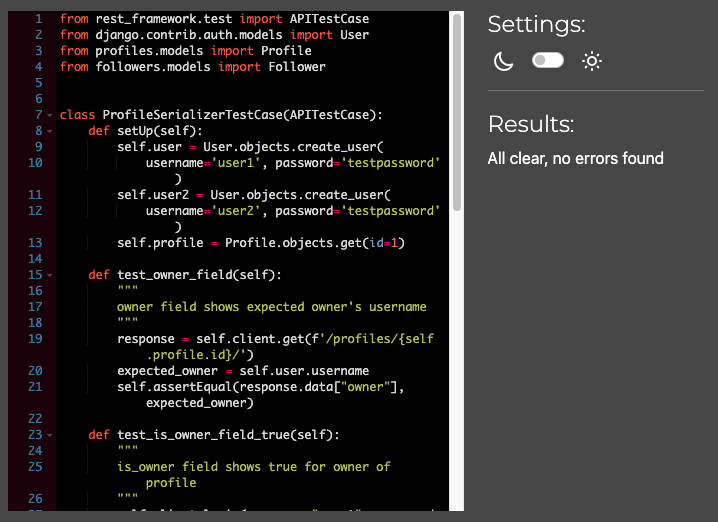 1 from rest_framework.test import APITestCase
2 from django.contrib.auth.models import User
3 from profiles.models import Profile
4 from followers.models import Follower
5
6
7 class ProfileSerializerTestCase(APITestCase):
8 def setUp(self):
9 self.user = User.objects.create_user(
10 username='user1', password='testpassword'
)
11 self.user2 = User.objects.create_user(
12 username='user2', password='testpassword'
)
13 self.profile = Profile.objects.get(id=1)
14
15 def test_owner_field(self):
16 """
17 owner field shows expected owner's username
18 """
19 response = self.client.get(f'/profiles/{self
.profile.id}/')
20 expected_owner = self.user.username
21 self.assertEqual(response.data["owner"],
expected_owner)
22
23 def test_is_owner_field_true(self):
24 """
25 is_owner field shows true for owner of
profile
26 """
Settings:
Results:
All clear, no errors found